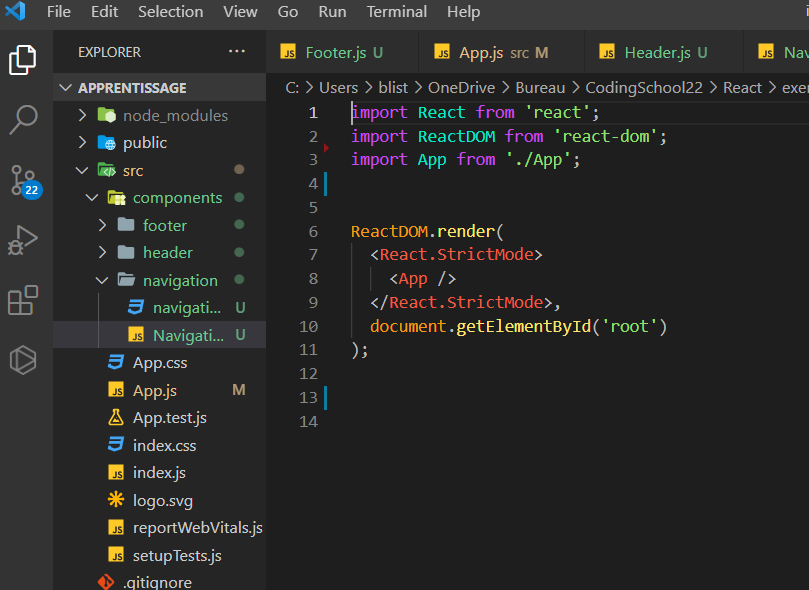 File Edit Selection View Go Run Terminal Help
EXPLORER ...
Footer.js U
App.js src M
Header.js U
Nav
APPRENTISSAGE
C: > Users > blist > OneDrive > Bureau > CodingSchool22 > React > exer
node_modules
public
src
components
footer
header
navigation
navigati... U
Navigati... U
App.css
App.js M
App.test.js
index.css
index.js
logo.svg
reportWebVitals.js
setupTests.js
.gitignore
22
1 import React from 'react';
2 import ReactDOM from 'react-dom';
3 import App from './App';
4
5
6 ReactDOM.render(
7 <React.StrictMode>
8 <App />
9 </React.StrictMode>,
10 document.getElementById('root')
11 );
12
13
14